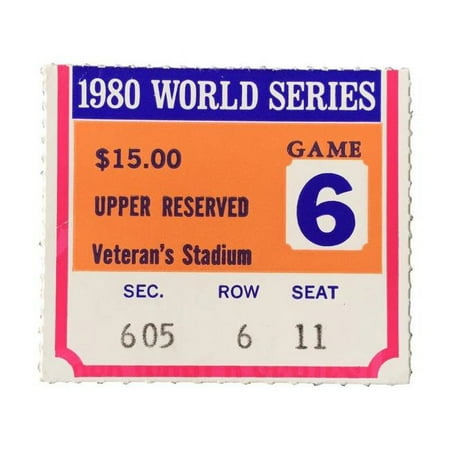 1980 WORLD SERIES
$15.00
UPPER RESERVED
Veteran's Stadium
GAME
6
SEC. ROW SEAT
605 6 11